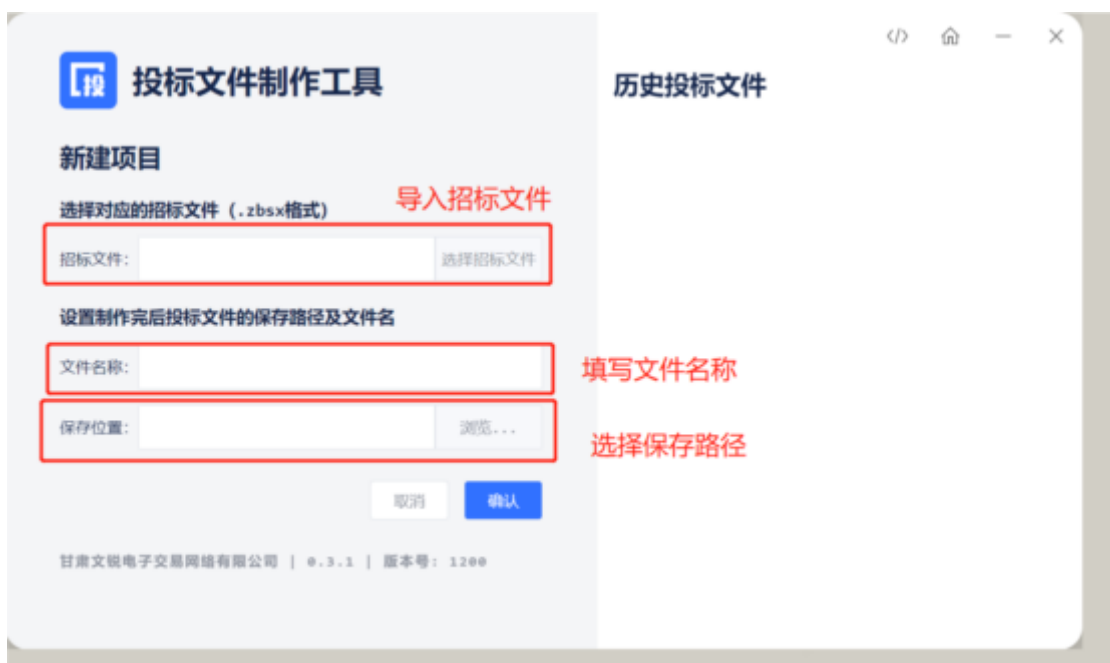 投
投标文件制作工具
历史投标文件
新建项目
选择对应的招标文件（.zbsx格式）
导入招标文件
招标文件：
选择招标文件
设置制作完后投标文件的保存路径及文件名
文件名称：
填写文件名称
保存位置：
浏览...
选择保存路径
取消
确认
甘肃文锐电子交易网络有限公司 | 0.3.1 | 版本号: 1200